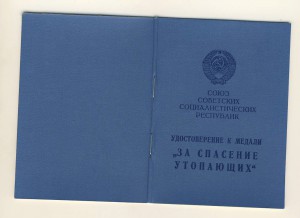 СОЮЗ
СОВЕТСКИХ
СОЦИАЛИСТИЧЕСКИХ
РЕСПУБЛИК
УДОСТОВЕРЕНИЕ К МЕДАЛИ
„ЗА СПАСЕНИЕ
УТОПАЮЩИХ“